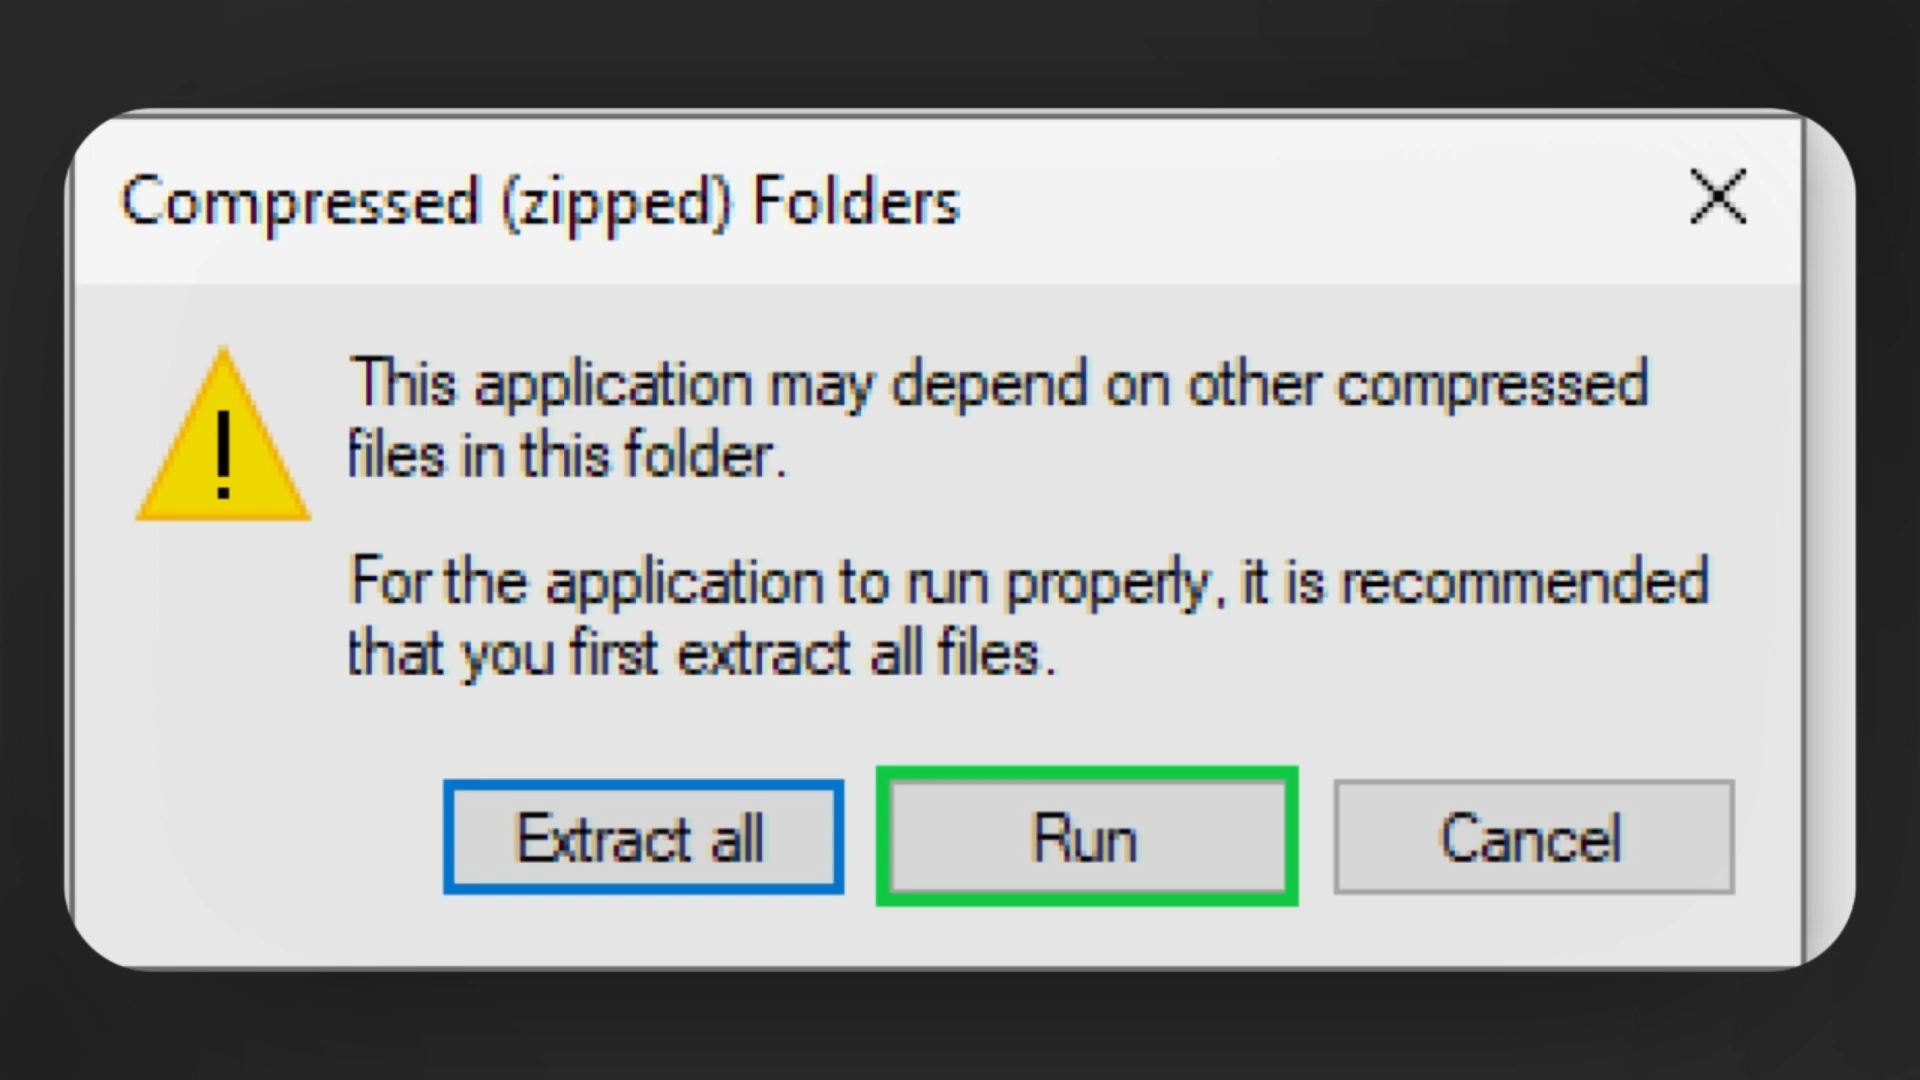 Compressed (zipped) Folders
This application may depend on other compressed
files in this folder.
For the application to run properly, it is recommended
that you first extract all files.
Extract all
Run
Cancel